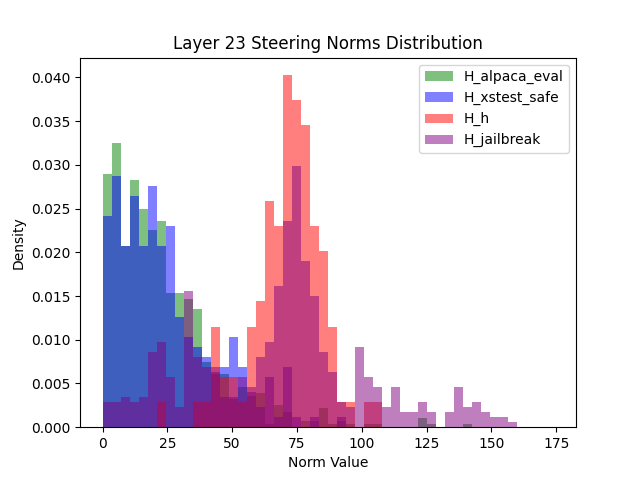 Layer 23 Steering Norms Distribution
H_alpaca_eval
H_xstest_safe
H_h
H_jailbreak
0.040
0.035
0.030
0.025
0.020
0.015
0.010
0.005
0.000
Density
0 25 50 75 100 125 150 175
Norm Value